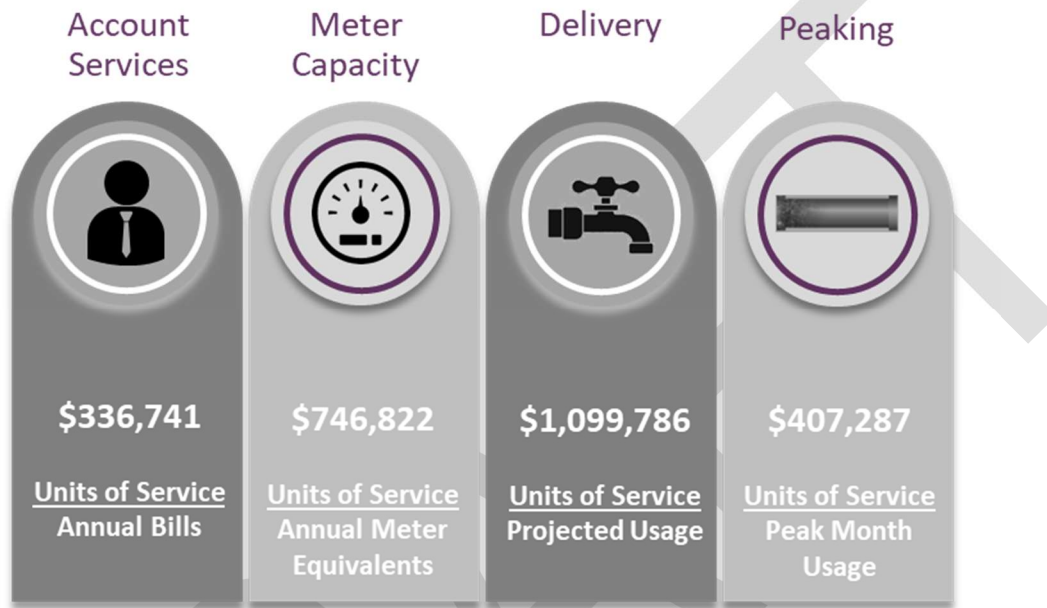 Account
Services
Meter
Capacity
Delivery
Peaking
$336,741
Units of Service
Annual Bills
$746,822
Units of Service
Annual Meter
Equivalents
$1,099,786
Units of Service
Projected Usage
$407,287
Units of Service
Peak Month
Usage